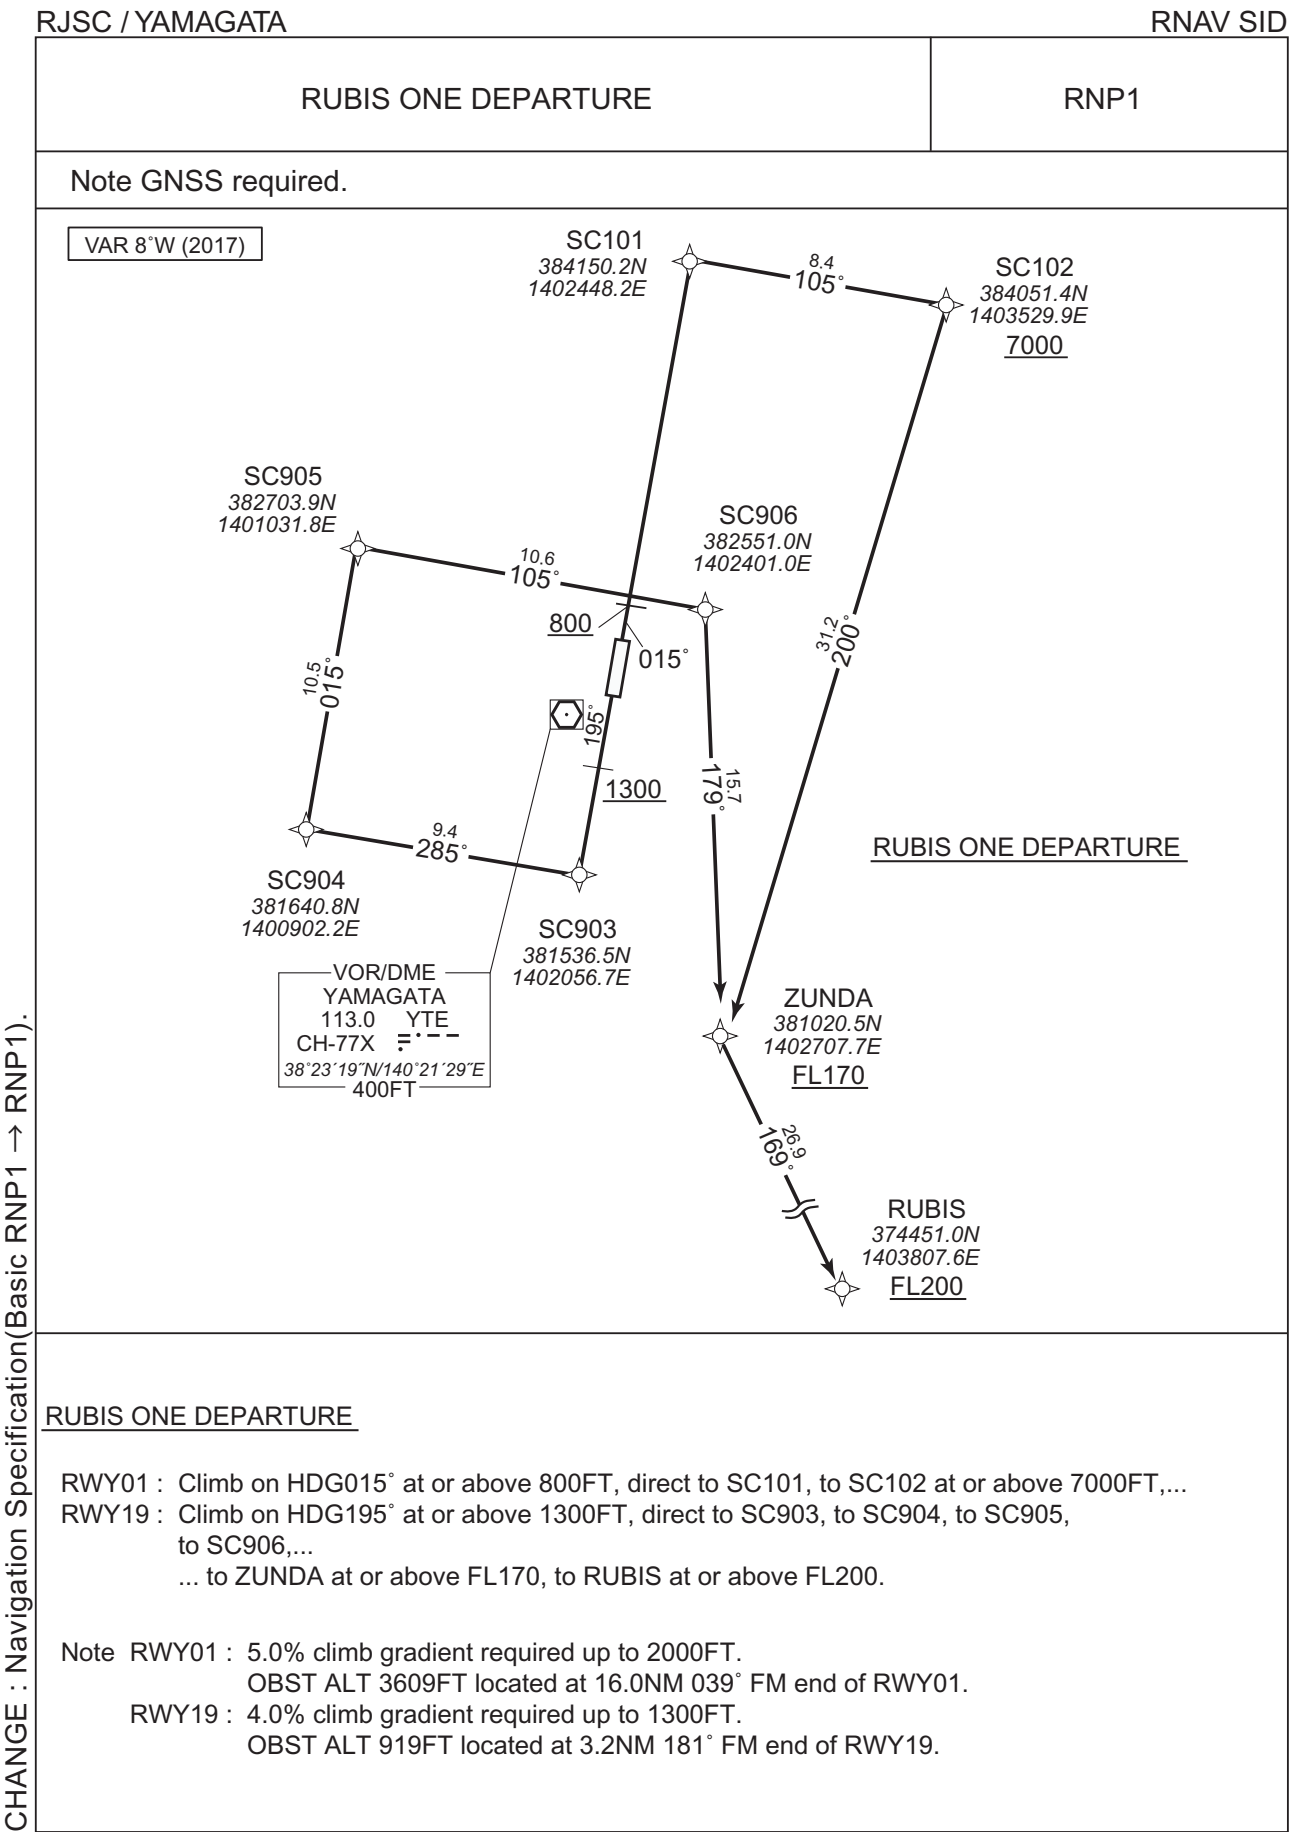 RJSC / YAMAGATA
RNAV SID
RUBIS ONE DEPARTURE
RNP1
Note GNSS required.
VAR 8˚W (2017)
SC101
384150.2N
1402448.2E
8.4
105˚
SC102
384051.4N
1403529.9E
7000
SC905
382703.9N
1401031.8E
10.6
105˚
SC906
382551.0N
1402401.0E
800
015˚
31.2
200˚
10.5
015˚
195˚
1300
15.7
179˚
9.4
285˚
RUBIS ONE DEPARTURE
SC904
381640.8N
1400902.2E
SC903
381536.5N
1402056.7E
VOR/DME
YAMAGATA
113.0 YTE
CH-77X
38˚23´19˝N/140˚21´29˝E
400FT
ZUNDA
381020.5N
1402707.7E
FL170
26.9
169˚
RUBIS
374451.0N
1403807.6E
FL200
RUBIS ONE DEPARTURE
RWY01 : Climb on HDG015˚ at or above 800FT, direct to SC101, to SC102 at or above 7000FT,...
RWY19 : Climb on HDG195˚ at or above 1300FT, direct to SC903, to SC904, to SC905,
to SC906,...
... to ZUNDA at or above FL170, to RUBIS at or above FL200.
Note RWY01 : 5.0% climb gradient required up to 2000FT.
OBST ALT 3609FT located at 16.0NM 039˚ FM end of RWY01.
RWY19 : 4.0% climb gradient required up to 1300FT.
OBST ALT 919FT located at 3.2NM 181˚ FM end of RWY19.
CHANGE : Navigation Specification(Basic RNP1 → RNP1).